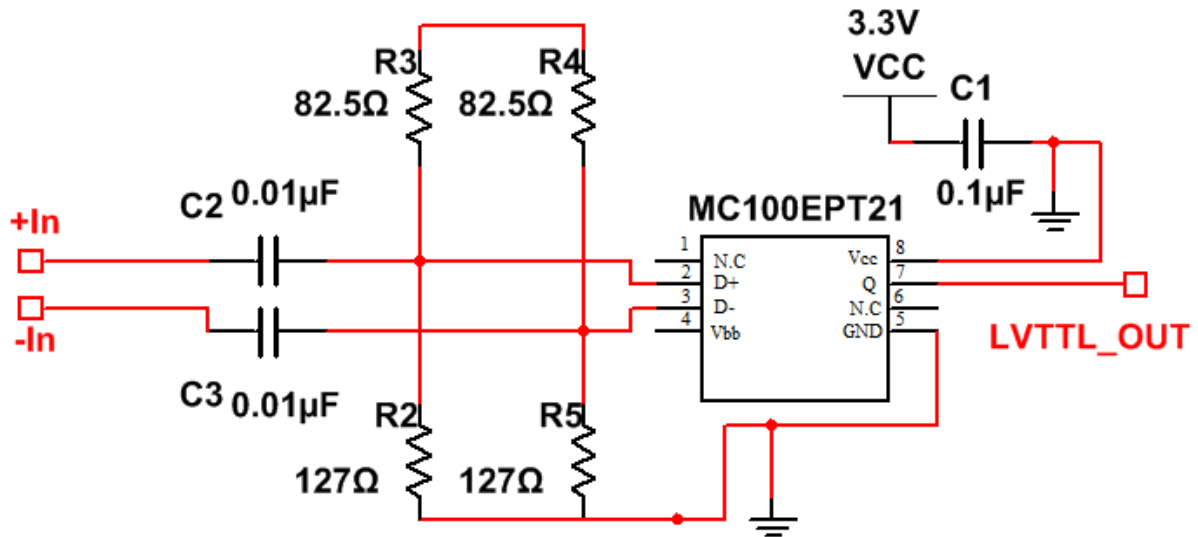 3.3V
VCC
C1
0.1µF
R3
82.5Ω
R4
82.5Ω
C2
0.01µF
+In
-In
C3
0.01µF
R2
127Ω
R5
127Ω
MC100EPT21
1
N.C
2
D+
3
D-
4
Vbb
Vcc
8
Q
7
N.C
6
GND
5
LVTTL_OUT